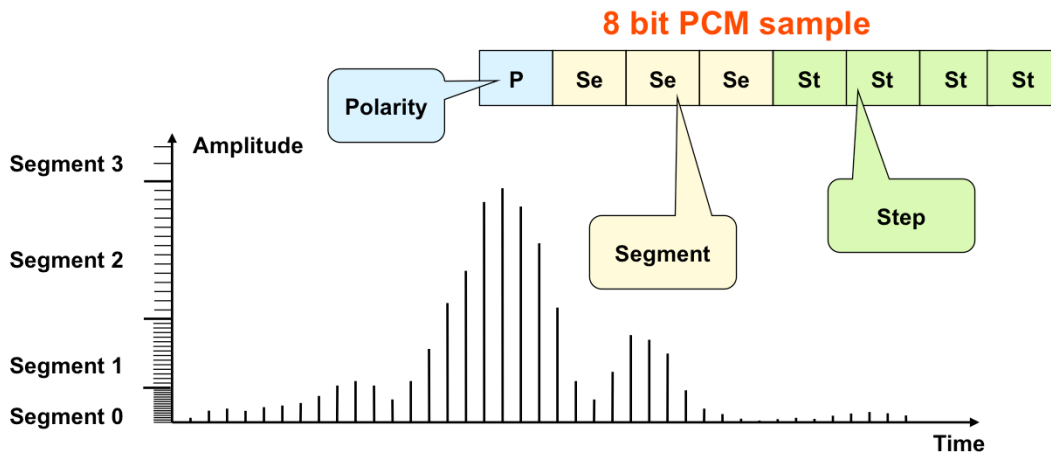 8 bit PCM sample
P Se Se Se St St St St
Polarity
Amplitude
Segment 3
Step
Segment
Segment 2
Segment 1
Segment 0
Time